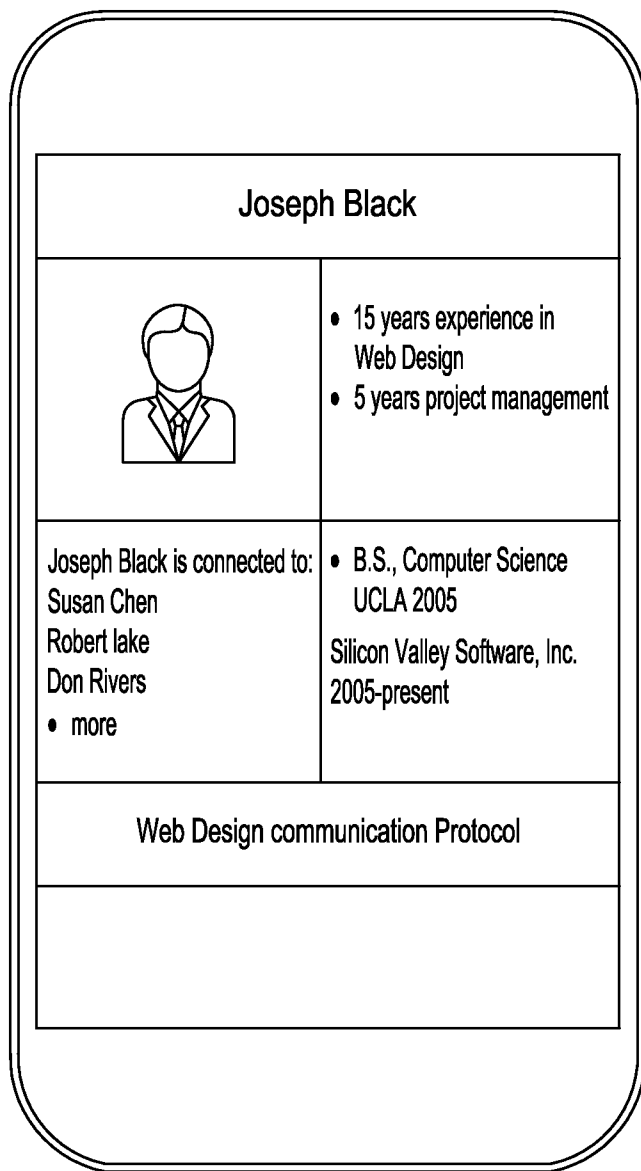 Joseph Black
• 15 years experience in
Web Design
• 5 years project management
Joseph Black is connected to:
Susan Chen
Robert lake
Don Rivers
• more
• B.S., Computer Science
UCLA 2005
Silicon Valley Software, Inc.
2005-present
Web Design communication Protocol